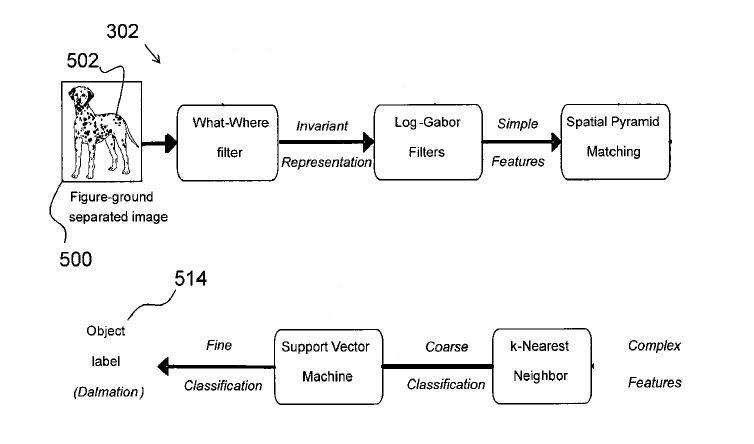 302
502
What-Where
filter
Invariant
Representation
Log-Gabor
Filters
Simple
Features
Spatial Pyramid
Matching
Figure-ground
separated image
500
514
Object
label
(Dalmation)
Fine
Classification
Support Vector
Machine
Coarse
Classification
k-Nearest
Neighbor
Complex
Features